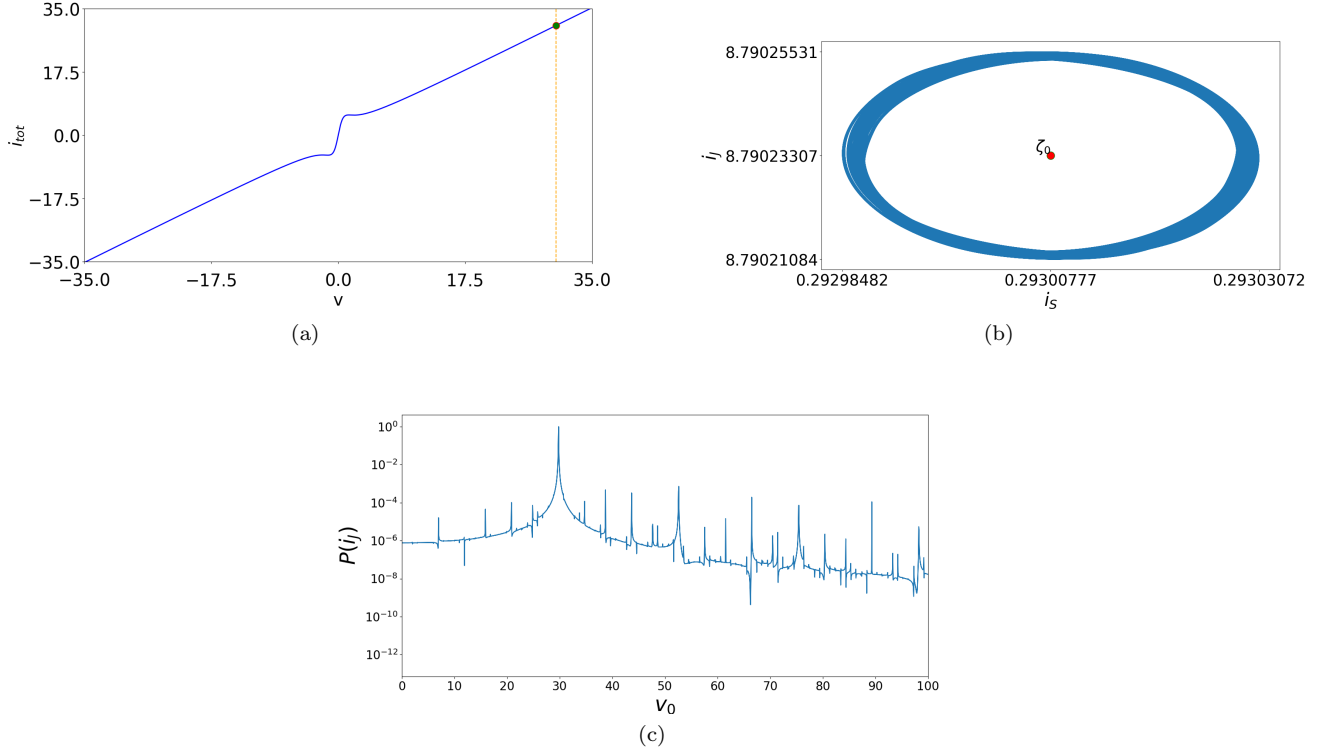 35.0
17.5
0.0
−17.5
−35.0
i_tot
−35.0 −17.5 0.0 17.5 35.0
v
(a)
8.79025531
8.79023307
8.79021084
i_J
ζ_0
0.29298482 0.29300777 0.29303072
i_S
(b)
10^0
10^−2
10^−4
10^−6
10^−8
10^−10
10^−12
P(i_J)
0 10 20 30 40 50 60 70 80 90 100
v_0
(c)